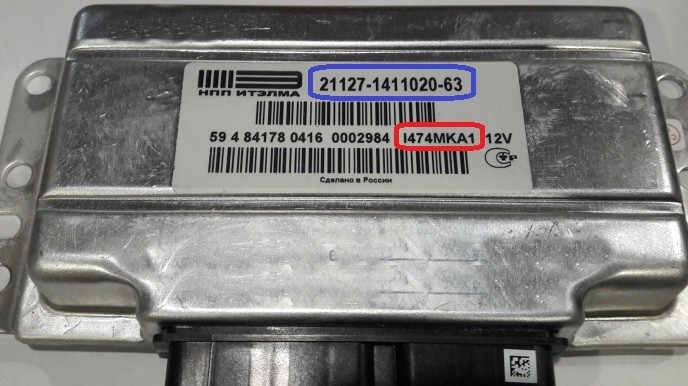 21127-1411020-63
НПП ИТЭЛМА
59 4 84178 0416 0002984 I474MKA1 12V
Сделано в России